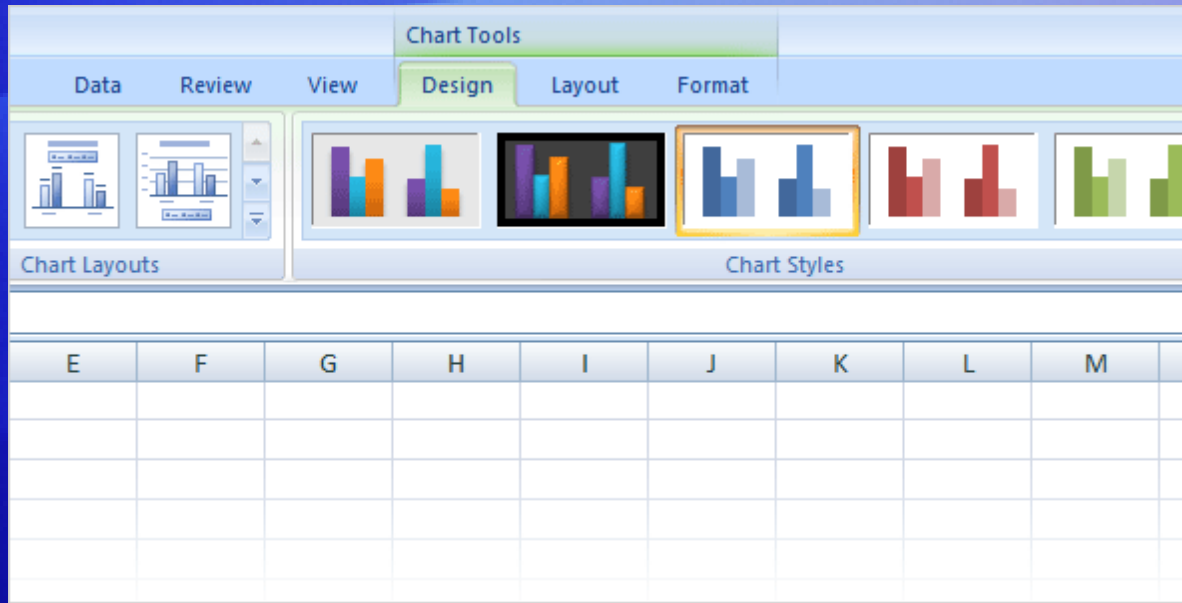 Chart Tools
Data Review View Design Layout Format
Chart Layouts Chart Styles
E F G H I J K L M